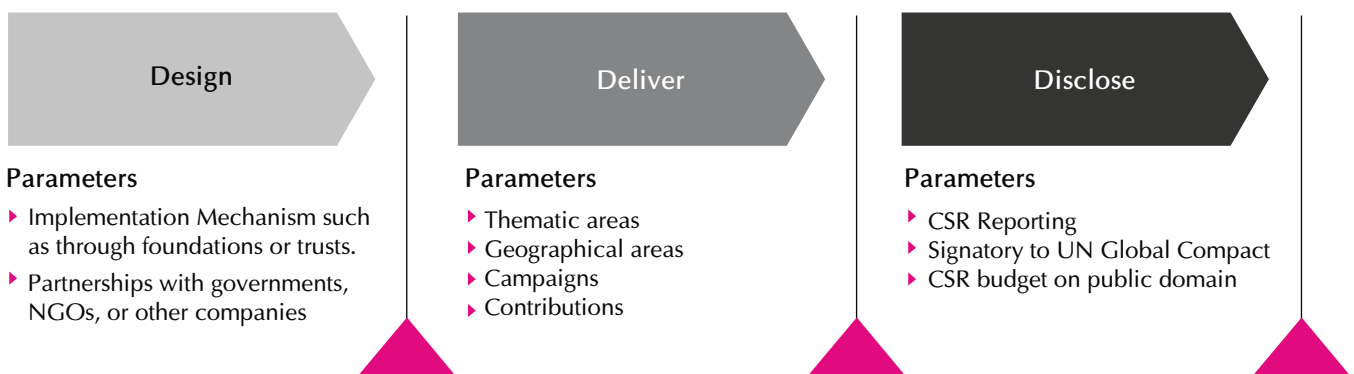 Design
Parameters
Implementation Mechanism such
as through foundations or trusts.
Partnerships with governments,
NGOs, or other companies
Deliver
Parameters
Thematic areas
Geographical areas
Campaigns
Contributions
Disclose
Parameters
CSR Reporting
Signatory to UN Global Compact
CSR budget on public domain